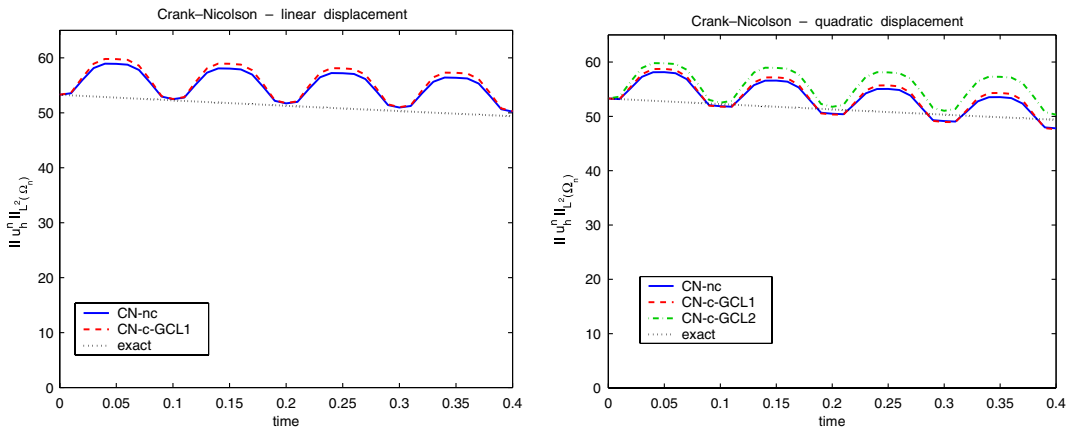 Crank–Nicolson – linear displacement
60
50
40
30
20
10
0
0 0.05 0.1 0.15 0.2 0.25 0.3 0.35 0.4
time
|| u_h^n ||_{L^2(Ω_n)}
CN-nc
CN-c-GCL1
exact
Crank–Nicolson – quadratic displacement
60
50
40
30
20
10
0
0 0.05 0.1 0.15 0.2 0.25 0.3 0.35 0.4
time
|| u_h^n ||_{L^2(Ω_n)}
CN-nc
CN-c-GCL1
CN-c-GCL2
exact